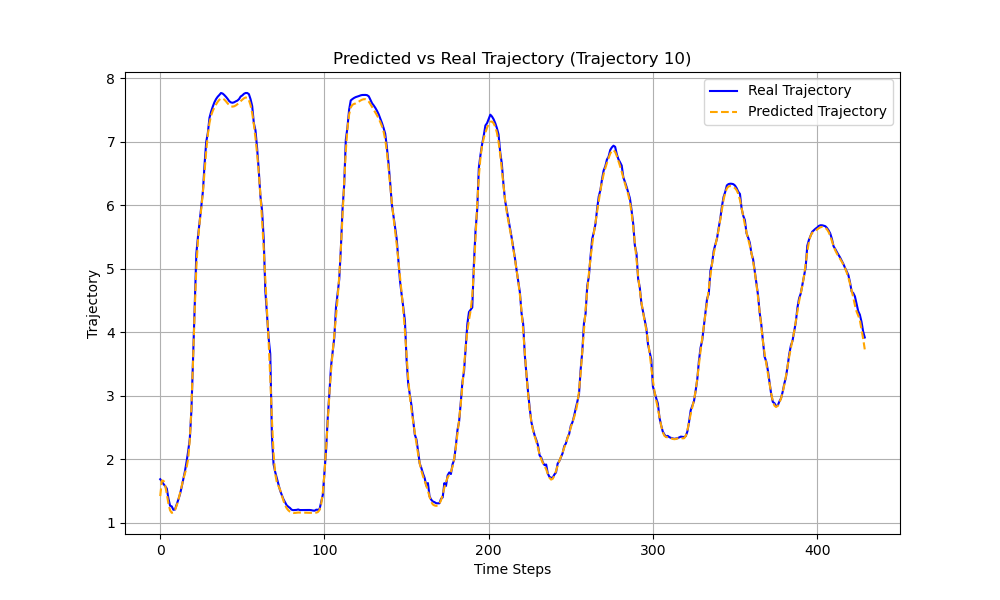 Predicted vs Real Trajectory (Trajectory 10)
Real Trajectory
Predicted Trajectory
8
7
6
5
4
3
2
1
Trajectory
0 100 200 300 400
Time Steps